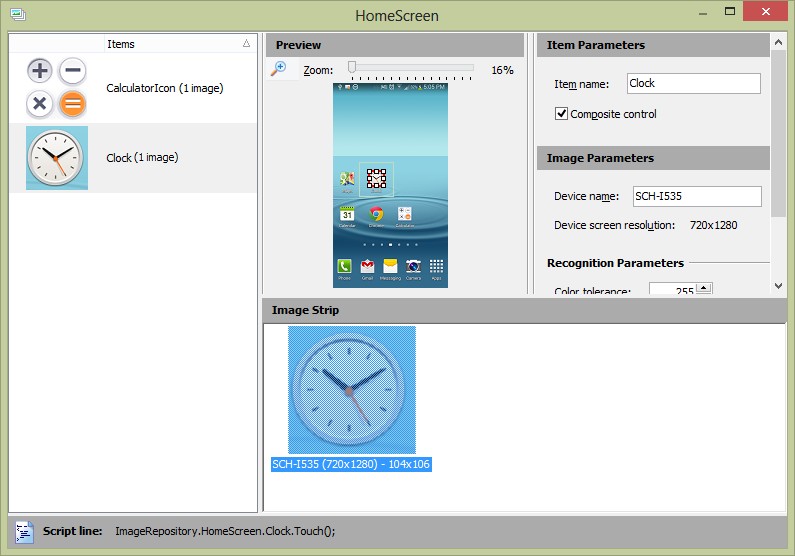 HomeScreen
Items
CalculatorIcon (1 image)
Clock (1 image)
Preview
Zoom:
16%
5:05 PM
31
Calendar
Chrome
Calculator
Phone
Gmail
Messaging
Camera
Apps
Item Parameters
Item name:
Clock
Composite control
Image Parameters
Device name:
SCH-I535
Device screen resolution: 720x1280
Recognition Parameters
Color tolerance:
255
Image Strip
SCH-I535 (720x1280) - 104x106
Script line: ImageRepository.HomeScreen.Clock.Touch();